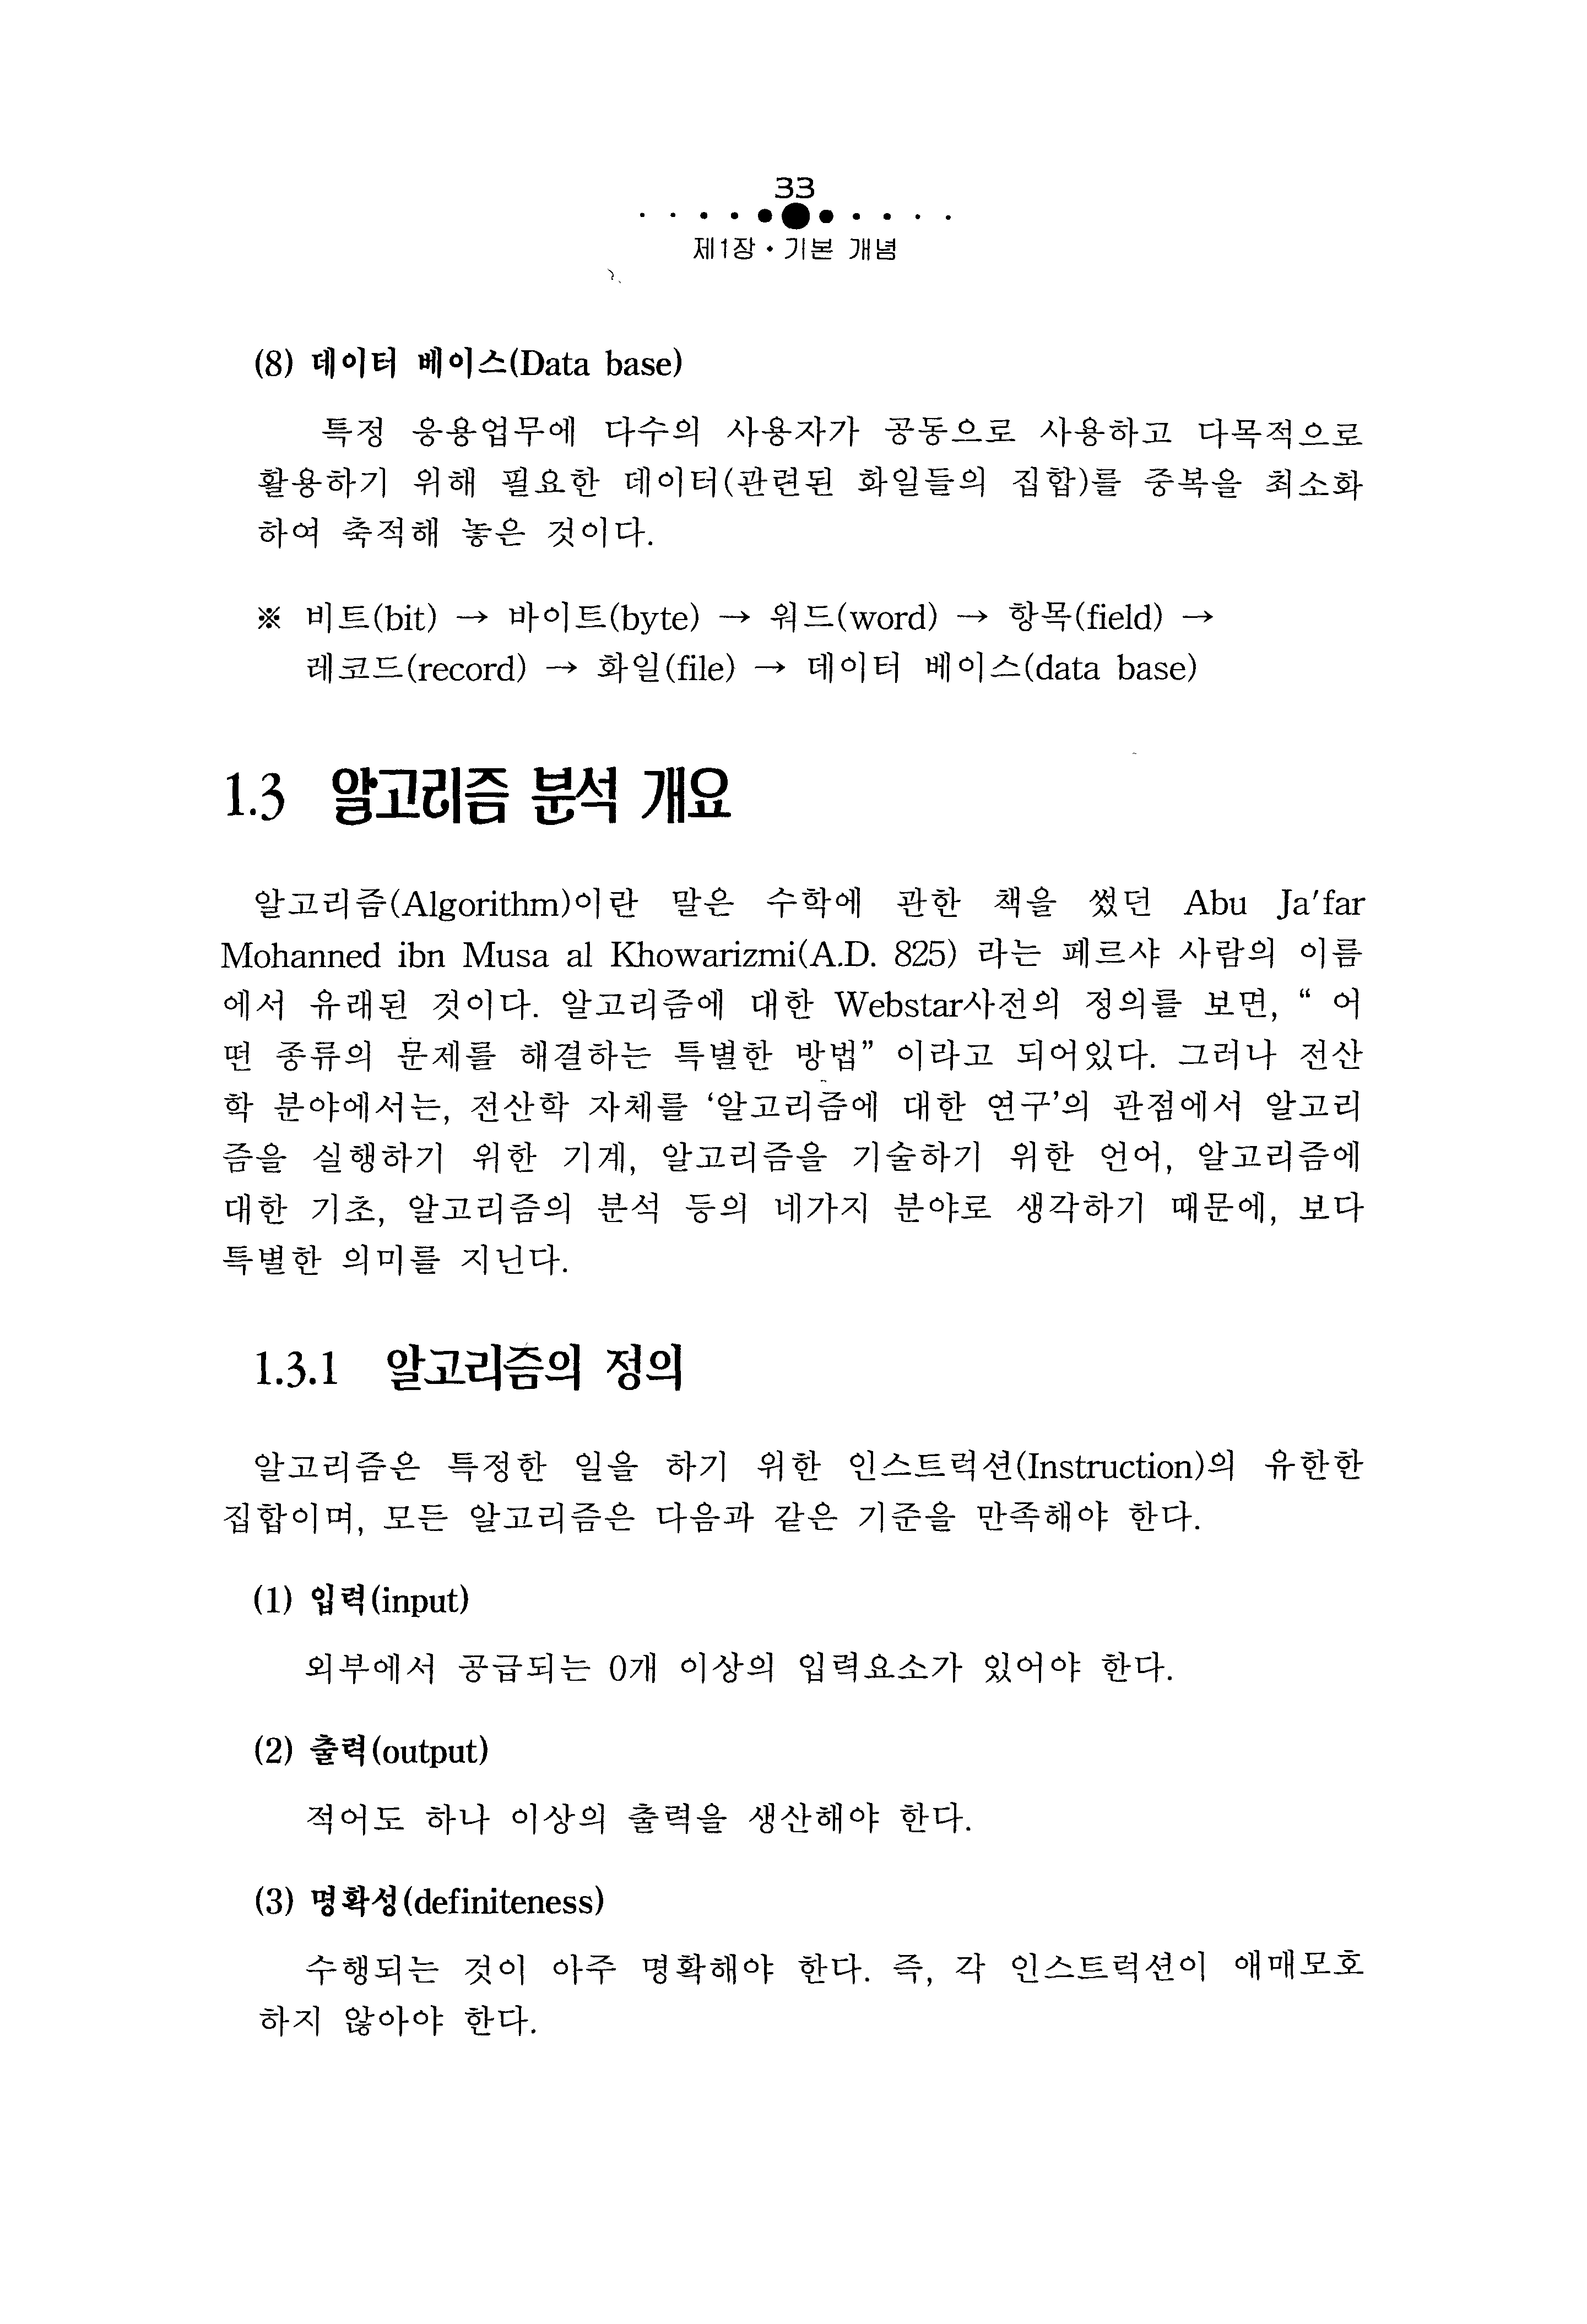 33
제1장 • 기본 개념
(8) 데이터 베이스(Data base)
특정 응용업무에 다수의 사용자가 공동으로 사용하고 다목적으로
활용하기 위해 필요한 데이터(관련된 화일들의 집합)를 중복을 최소화
하여 축적해 놓은 것이다.
※ 비트(bit) → 바이트(byte) → 워드(word) → 항목(field) →
레코드(record) → 화일(file) → 데이터 베이스(data base)
1.3 알고리즘 분석 개요
알고리즘(Algorithm)이란 말은 수학에 관한 책을 썼던 Abu Ja'far
Mohanned ibn Musa al Khowarizmi(A.D. 825) 라는 페르샤 사람의 이름
에서 유래된 것이다. 알고리즘에 대한 Webstar사전의 정의를 보면, “ 어
떤 종류의 문제를 해결하는 특별한 방법” 이라고 되어있다. 그러나 전산
학 분야에서는, 전산학 자체를 ‘알고리즘에 대한 연구’의 관점에서 알고리
즘을 실행하기 위한 기계, 알고리즘을 기술하기 위한 언어, 알고리즘에
대한 기초, 알고리즘의 분석 등의 네가지 분야로 생각하기 때문에, 보다
특별한 의미를 지닌다.
1.3.1 알고리즘의 정의
알고리즘은 특정한 일을 하기 위한 인스트럭션(Instruction)의 유한한
집합이며, 모든 알고리즘은 다음과 같은 기준을 만족해야 한다.
(1) 입력(input)
외부에서 공급되는 0개 이상의 입력요소가 있어야 한다.
(2) 출력(output)
적어도 하나 이상의 출력을 생산해야 한다.
(3) 명확성(definiteness)
수행되는 것이 아주 명확해야 한다. 즉, 각 인스트럭션이 애매모호
하지 않아야 한다.